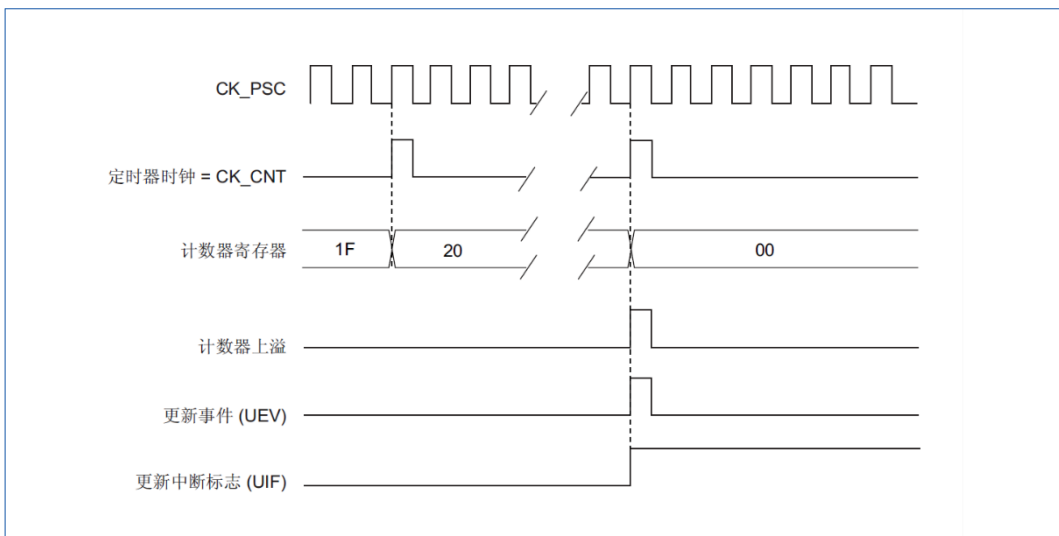 CK_PSC
定时器时钟 = CK_CNT
计数器寄存器 1F 20 00
计数器上溢
更新事件 (UEV)
更新中断标志 (UIF)